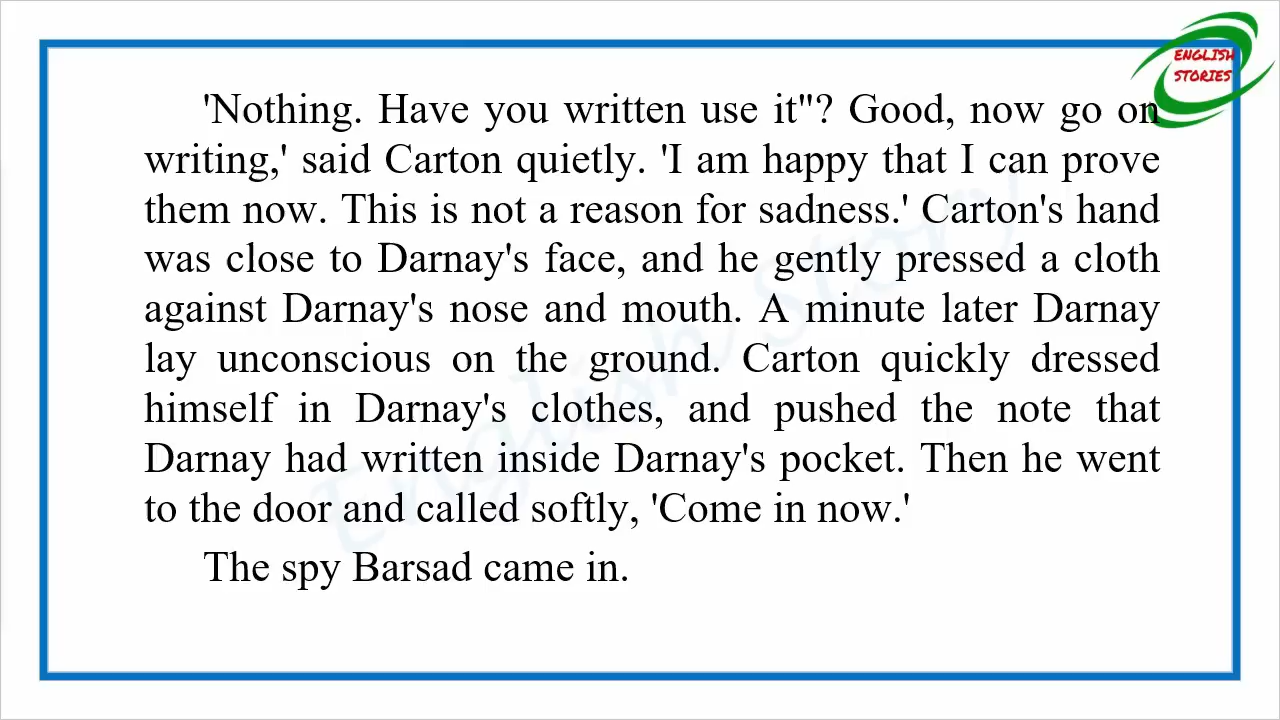 ENGLISH
STORIES
'Nothing. Have you written use it"? Good, now go on
writing,' said Carton quietly. 'I am happy that I can prove
them now. This is not a reason for sadness.' Carton's hand
was close to Darnay's face, and he gently pressed a cloth
against Darnay's nose and mouth. A minute later Darnay
lay unconscious on the ground. Carton quickly dressed
himself in Darnay's clothes, and pushed the note that
Darnay had written inside Darnay's pocket. Then he went
to the door and called softly, 'Come in now.'
The spy Barsad came in.
English Story